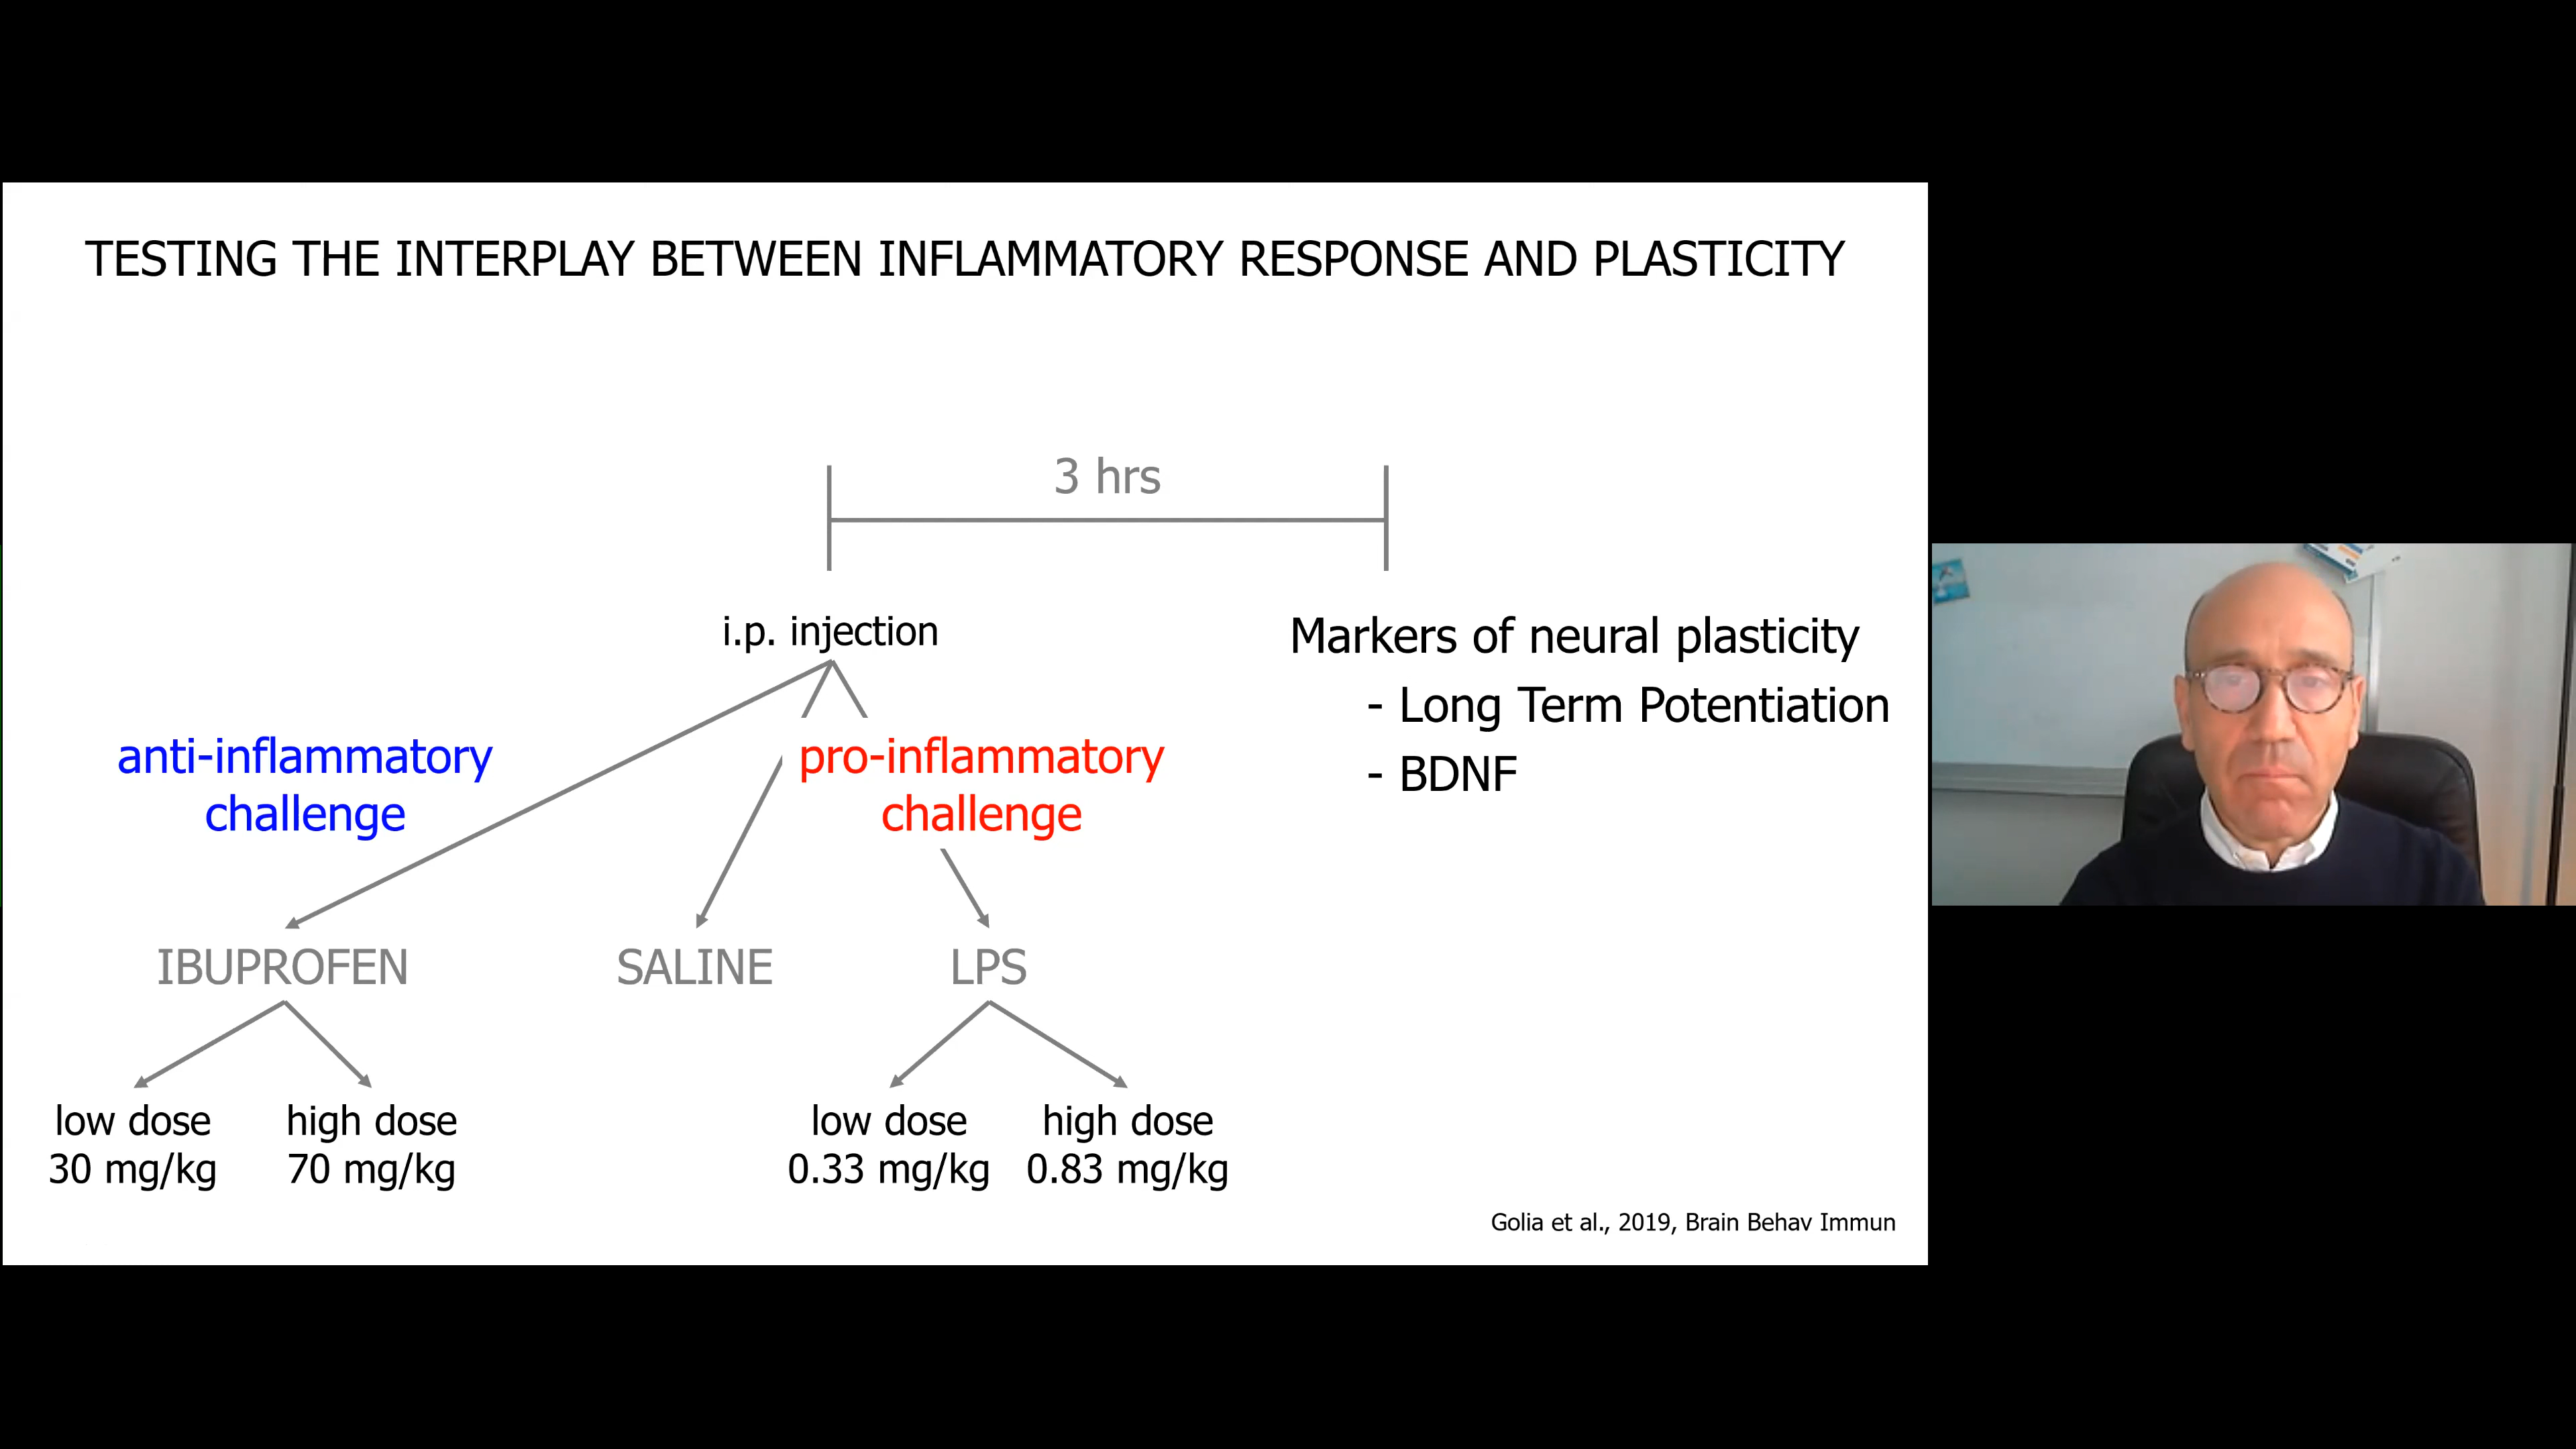 TESTING THE INTERPLAY BETWEEN INFLAMMATORY RESPONSE AND PLASTICITY
3 hrs
i.p. injection
Markers of neural plasticity
- Long Term Potentiation
- BDNF
anti-inflammatory
challenge
pro-inflammatory
challenge
IBUPROFEN
SALINE
LPS
low dose
30 mg/kg
high dose
70 mg/kg
low dose
0.33 mg/kg
high dose
0.83 mg/kg
Golia et al., 2019, Brain Behav Immun